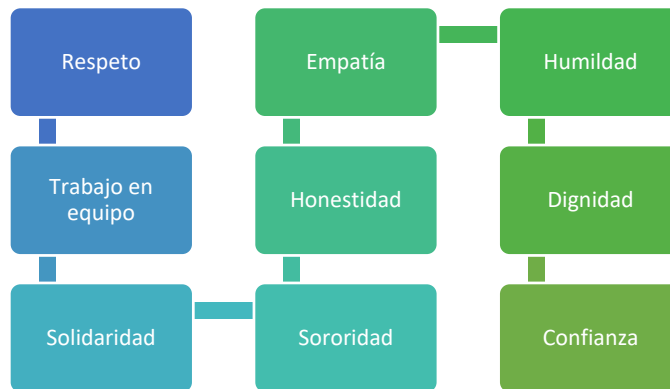 Respeto
Trabajo en
equipo
Solidaridad
Sororidad
Honestidad
Empatía
Humildad
Dignidad
Confianza